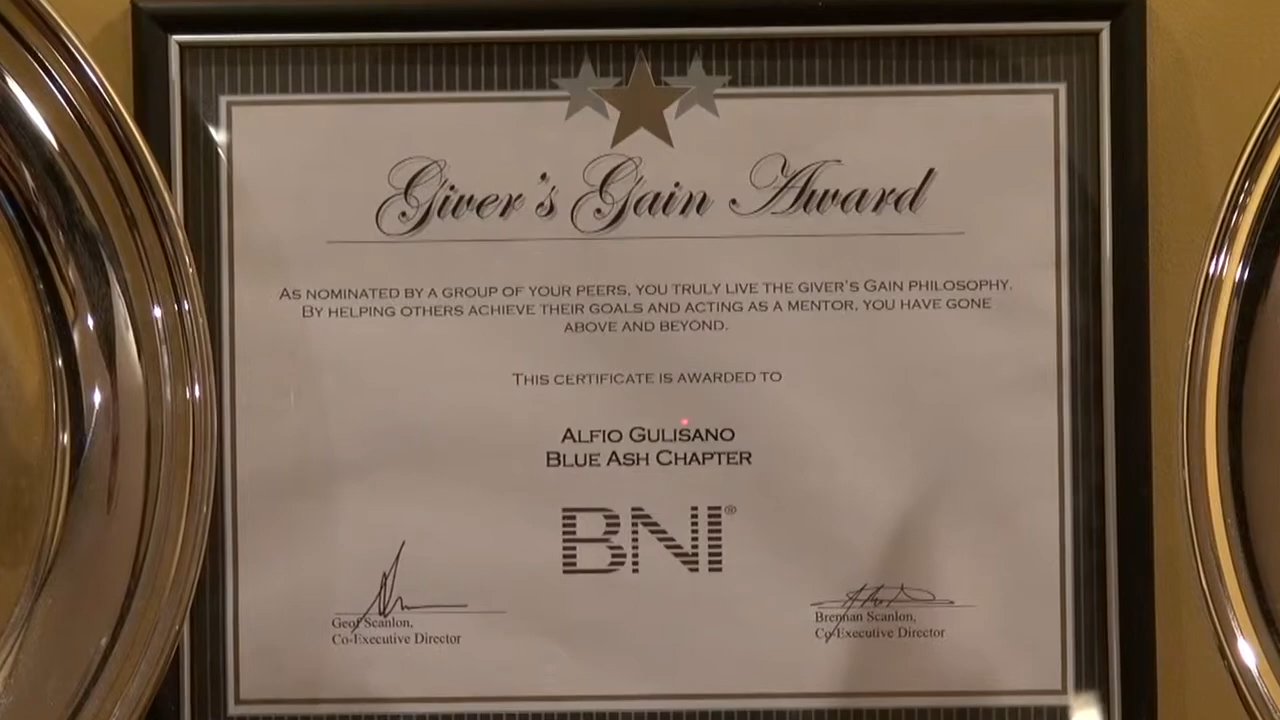 Giver's Gain Award
AS NOMINATED BY A GROUP OF YOUR PEERS, YOU TRULY LIVE THE GIVER'S GAIN PHILOSOPHY.
BY HELPING OTHERS ACHIEVE THEIR GOALS AND ACTING AS A MENTOR, YOU HAVE GONE
ABOVE AND BEYOND.
THIS CERTIFICATE IS AWARDED TO
ALFIO GULISANO
BLUE ASH CHAPTER
BNI®
Geof Scanlon,
Co-Executive Director
Brennan Scanlon,
Co-Executive Director